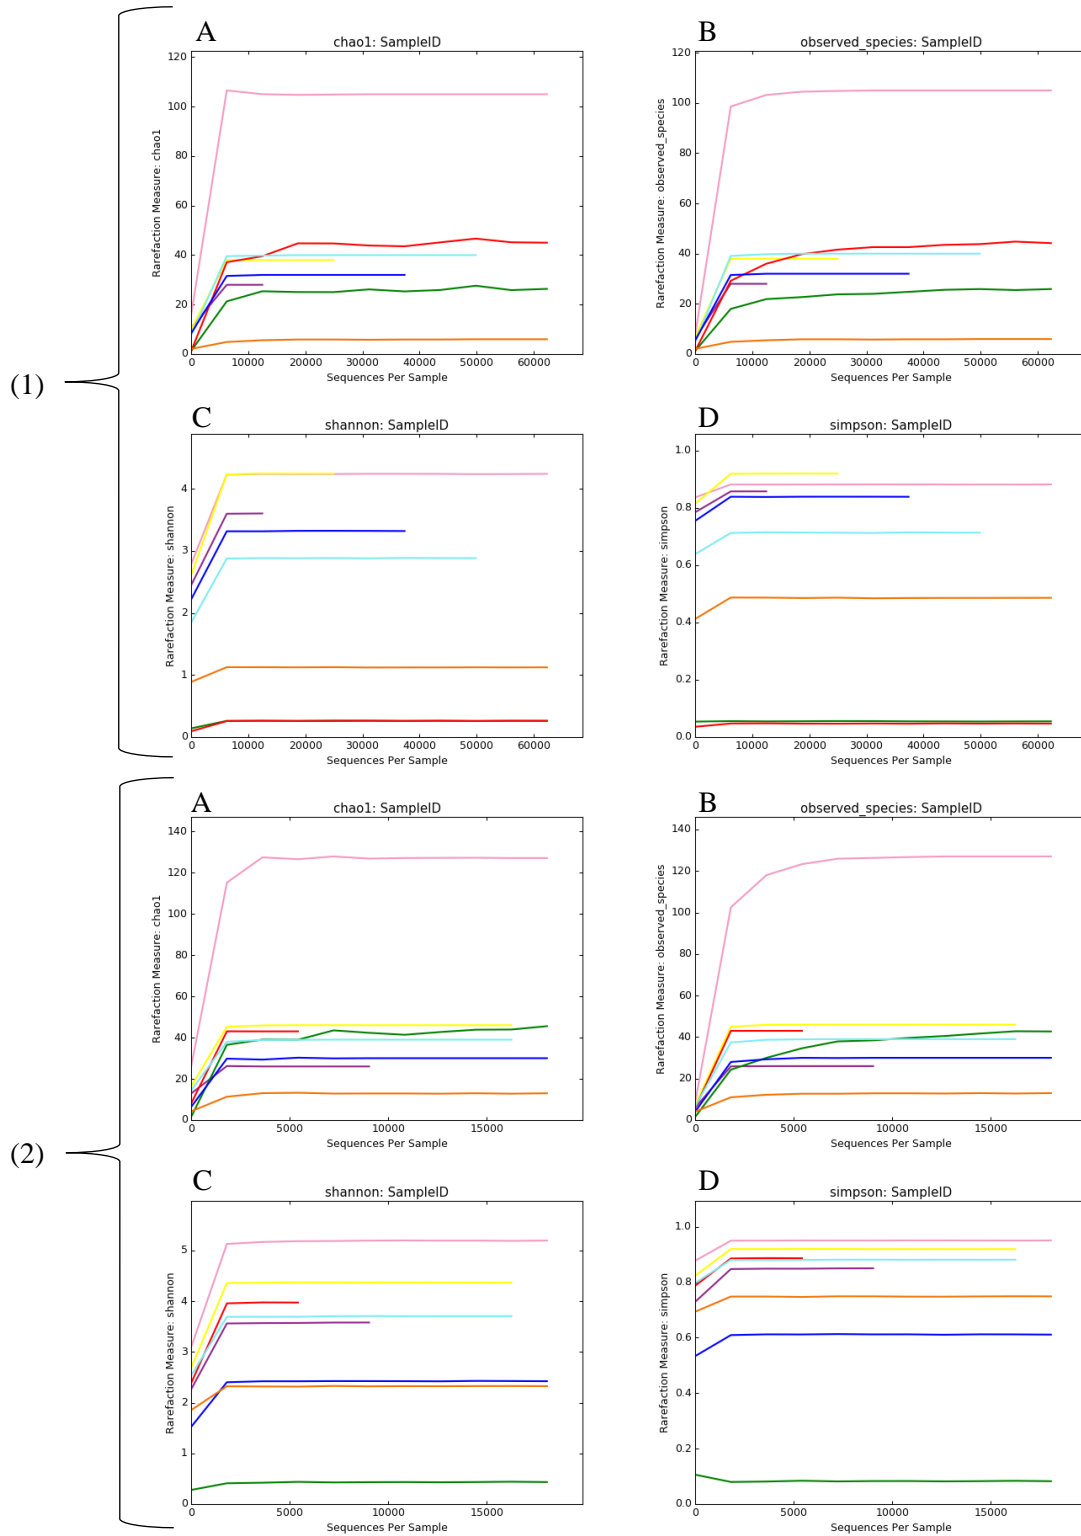 (1)
A
chao1: SampleID
Rarefaction Measure: chao1
120
100
80
60
40
20
0
0 10000 20000 30000 40000 50000 60000
Sequences Per Sample
B
observed_species: SampleID
Rarefaction Measure: observed_species
120
100
80
60
40
20
0
0 10000 20000 30000 40000 50000 60000
Sequences Per Sample
C
shannon: SampleID
Rarefaction Measure: shannon
4
3
2
1
0
0 10000 20000 30000 40000 50000 60000
Sequences Per Sample
D
simpson: SampleID
Rarefaction Measure: simpson
1.0
0.8
0.6
0.4
0.2
0.0
0 10000 20000 30000 40000 50000 60000
Sequences Per Sample
(2)
A
chao1: SampleID
Rarefaction Measure: chao1
140
120
100
80
60
40
20
0
0 5000 10000 15000
Sequences Per Sample
B
observed_species: SampleID
Rarefaction Measure: observed_species
140
120
100
80
60
40
20
0
0 5000 10000 15000
Sequences Per Sample
C
shannon: SampleID
Rarefaction Measure: shannon
5
4
3
2
1
0
0 5000 10000 15000
Sequences Per Sample
D
simpson: SampleID
Rarefaction Measure: simpson
1.0
0.8
0.6
0.4
0.2
0.0
0 5000 10000 15000
Sequences Per Sample